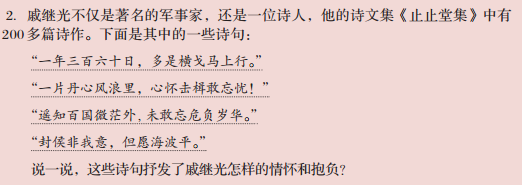 2. 戚继光不仅是著名的军事家，还是一位诗人，他的诗文集《止止堂集》中有
200多篇诗作。下面是其中的一些诗句：
“一年三百六十日，多是横戈马上行。”
“一片丹心风浪里，心怀击楫敢忘忧！”
“遥知百国微茫外，未敢忘危负岁华。”
“封侯非我意，但愿海波平。”
说一说，这些诗句抒发了戚继光怎样的情怀和抱负？